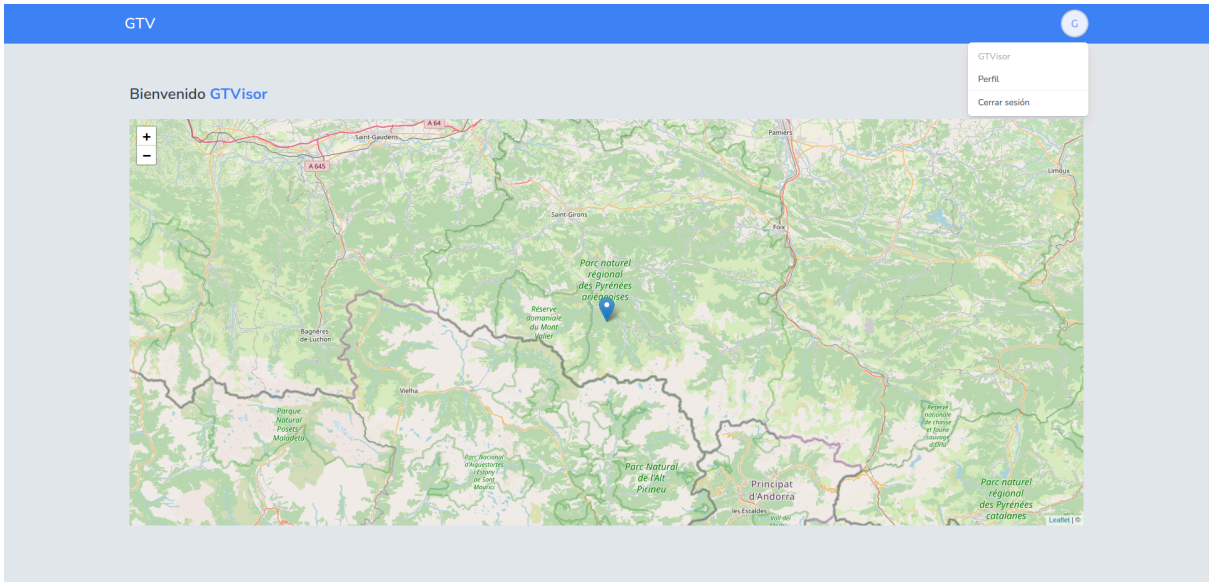 GTV
G
GTVisor
Perfil
Cerrar sesión
Bienvenido GTVisor
+
−
A 64
Saint-Gaudens
A 645
Pamiers
Limoux
Saint-Girons
Foix
Parc naturel
régional
des Pyrénées
ariégeoises
Réserve
domaniale
du Mont
Valier
Bagnères
de-Luchon
Vielha
Parque
Natural
Posets-
Maladeta
Parc Nacional
d'Aigüestortes
i Estany
de Sant
Maurici
Parc Natural
de l'Alt
Pirineu
Principat
d'Andorra
les Escaldes
Vall del
Réserve
nationale
de chasse
et faune
sauvage
d'Orlu
Parc naturel
régional
des Pyrénées
catalanes
Leaflet | ©